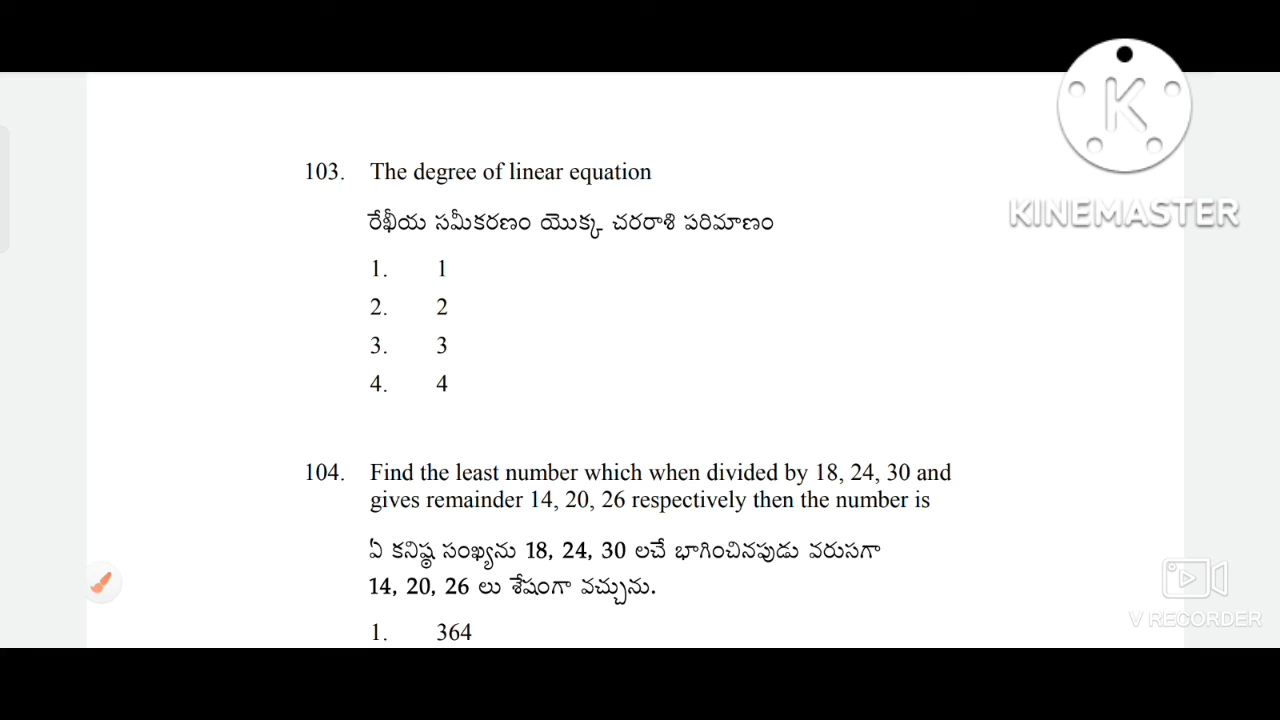 KINEMASTER
103. The degree of linear equation
రేఖీయ సమీకరణం యొక్క చరరాశి పరిమాణం
1. 1
2. 2
3. 3
4. 4
104. Find the least number which when divided by 18, 24, 30 and
gives remainder 14, 20, 26 respectively then the number is
ఏ కనిష్ఠ సంఖ్యను 18, 24, 30 లచే భాగించినపుడు వరుసగా
14, 20, 26 లు శేషంగా వచ్చును.
1. 364
V RECORDER